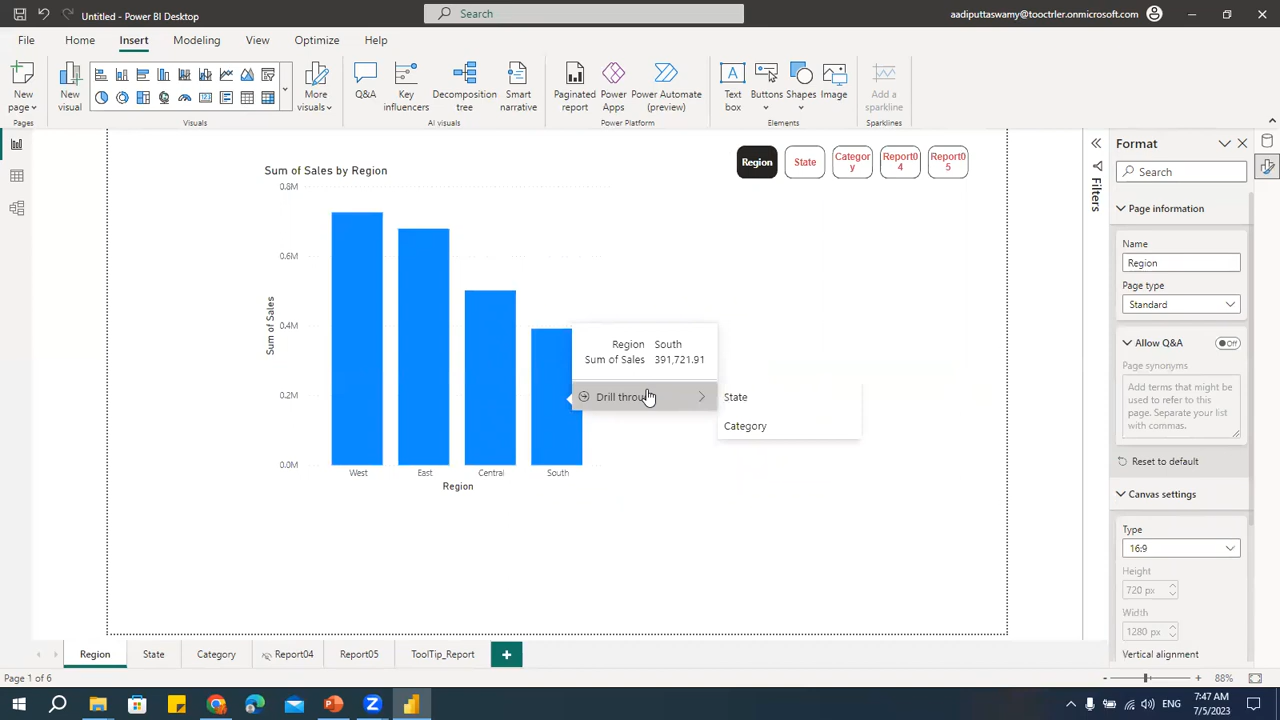 Untitled - Power BI Desktop
Search
aadiputtaswamy@tooctrler.onmicrosoft.com
File
Home
Insert
Modeling
View
Optimize
Help
New
page
New
visual
More
visuals
Q&A
Key
influencers
Decomposition
tree
Smart
narrative
Paginated
report
Power
Apps
Power Automate
(preview)
Text
box
Buttons
Shapes
Image
Add a
sparkline
Pages
Visuals
AI visuals
Power Platform
Elements
Sparklines
Sum of Sales by Region
0.8M
0.6M
0.4M
0.2M
0.0M
Sum of Sales
West
East
Central
South
Region
Region
State
Categor
y
Report0
4
Report0
5
Region South
Sum of Sales 391,721.91
Drill throu
State
Category
Filters
Format
Search
Page information
Name
Region
Page type
Standard
Allow Q&A
Off
Page synonyms
Add terms that might be
used to refer to this
page. Separate your list
with commas.
Reset to default
Canvas settings
Type
16:9
Height
720 px
Width
1280 px
Vertical alignment
Region
State
Category
Report04
Report05
ToolTip_Report
Page 1 of 6
88%
7:47 AM
7/5/2023